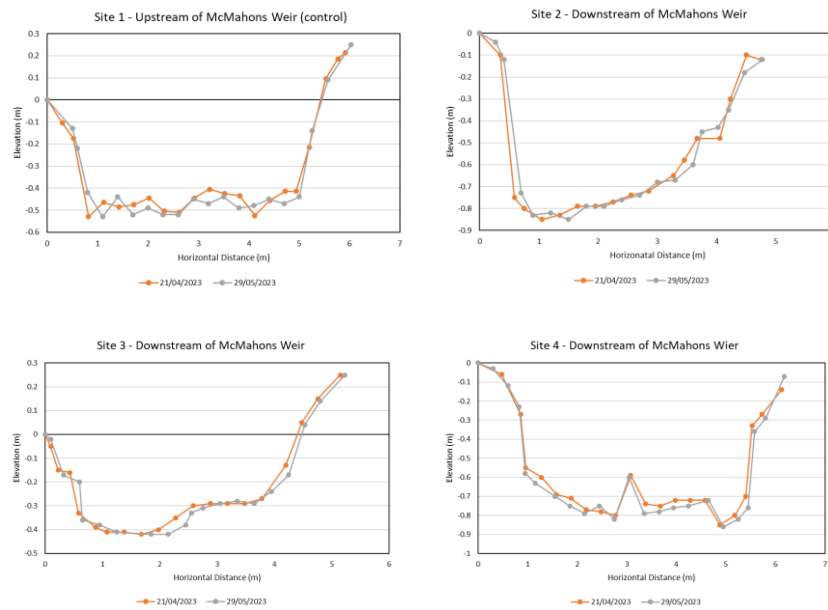 Site 1 - Upstream of McMahons Weir (control)
0.3
0.2
0.1
0
-0.1
-0.2
-0.3
-0.4
-0.5
-0.6
Elevation (m)
0 1 2 3 4 5 6 7
Horizontal Distance (m)
21/04/2023 29/05/2023
Site 2 - Downstream of McMahons Weir
0
-0.1
-0.2
-0.3
-0.4
-0.5
-0.6
-0.7
-0.8
-0.9
Elevation (m)
0 1 2 3 4 5
Horizonatal Distance (m)
21/04/2023 29/05/2023
Site 3 - Downstream of McMahons Weir
0.3
0.2
0.1
0
-0.1
-0.2
-0.3
-0.4
-0.5
Elevation (m)
0 1 2 3 4 5 6
Horizontal Distance (m)
21/04/2023 29/05/2023
Site 4 - Downstream of McMahons Wier
0
-0.1
-0.2
-0.3
-0.4
-0.5
-0.6
-0.7
-0.8
-0.9
-1
Elevation (m)
0 1 2 3 4 5 6 7
Horizontal Distance (m)
21/04/2023 29/05/2023